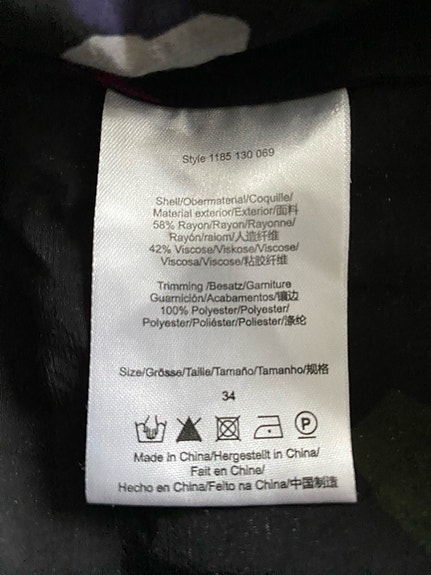 Style 1185 130 069
Shell/Obermaterial/Coquille/
Material exterior/Exterior/面料
58% Rayon/Rayon/Rayonne/
Rayón/raiom/人造纤维
42% Viscose/Viskose/Viscose/
Viscosa/Viscose/粘胶纤维
Trimming /Besatz/Garniture
Guarnición/Acabamentos/镶边
100% Polyester/Polyester/
Polyester/Poliéster/Poliester/涤纶
Size/Grösse/Taille/Tamaño/Tamanho/规格
34
P
Made in China/Hergestellt in China/
Fait en Chine/
Hecho en China/Feito na China/中国制造